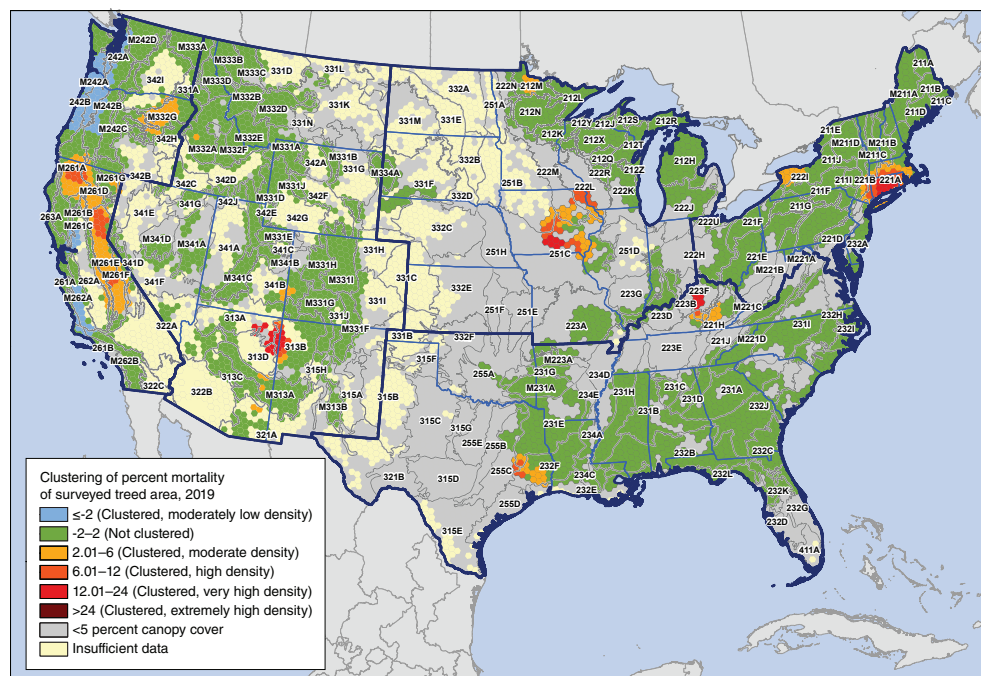 M242D
M333A
242A
M333B
331D
331L
M333C
M242A
342I
331A
M333D
M333B
331K
332A
222N
212M
212L
211A
242B
M242B
M332G
M332D
331N
331M
331E
251A
212N
212Y
212J
212S
212R
M211A
211B
211C
M242C
342H
M332A
M332F
M332E
M331A
342A
M331B
331G
M334A
332B
212K
212X
212T
212Q
212Z
212H
211E
M211D
M211B
211D
M211C
211J
M261A
M261G
342B
342C
342D
M331J
342F
331F
332D
251B
222M
222R
222L
222K
222J
222I
211I
221B
221A
211F
M261D
263A
M261B
M261C
341E
341G
342J
M331D
342E
342G
332C
222U
211G
M341D
M341A
341A
M331E
341C
M341B
M331H
331H
251H
251C
251D
222H
221F
221E
221D
232A
M261E
341D
M261F
261A
262A
M262A
341F
M341C
341B
M331I
331C
332E
M221A
M221B
M331G
331I
251F
251E
223G
223F
223B
M221C
322A
313A
331J
M331F
223A
223D
221H
232H
231I
232I
261B
M262B
313D
313B
331B
332F
223E
221J
M221D
322C
322B
313C
315H
315F
M223A
231G
255A
234D
M313A
315A
315B
M231A
234E
231H
231C
231D
231A
M313B
232J
321A
315C
315G
231E
231B
234A
255E
255B
321B
315D
255C
232F
234C
232E
232B
232L
232C
255D
315E
232K
232G
232D
411A
Clustering of percent mortality
of surveyed treed area, 2019
≤-2 (Clustered, moderately low density)
-2–2 (Not clustered)
2.01–6 (Clustered, moderate density)
6.01–12 (Clustered, high density)
12.01–24 (Clustered, very high density)
>24 (Clustered, extremely high density)
<5 percent canopy cover
Insufficient data